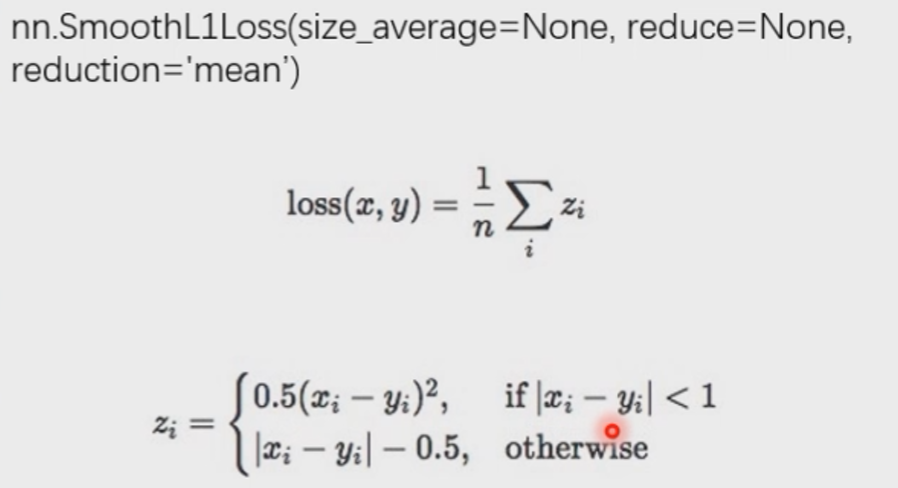 nn.SmoothL1Loss(size_average=None, reduce=None,
reduction='mean')
loss(x, y) = 1/n ∑_i z_i
z_i = { 0.5(x_i − y_i)², if |x_i − y_i| < 1
|x_i − y_i| − 0.5, otherwise